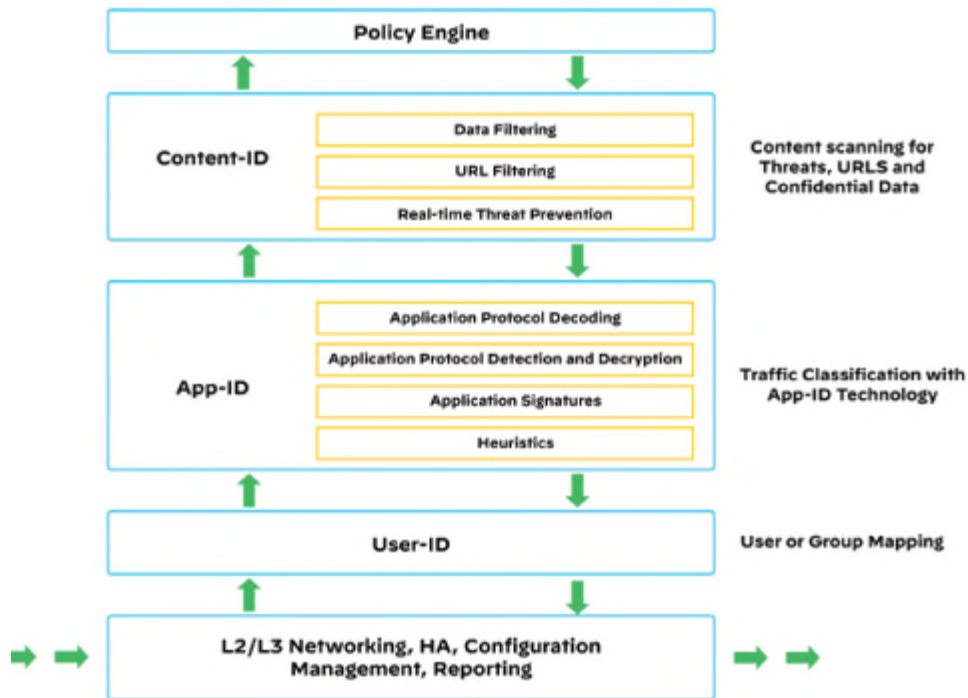 Policy Engine
Content-ID
Data Filtering
URL Filtering
Real-time Threat Prevention
Content scanning for
Threats, URLS and
Confidential Data
App-ID
Application Protocol Decoding
Application Protocol Detection and Decryption
Application Signatures
Heuristics
Traffic Classification with
App-ID Technology
User-ID
User or Group Mapping
L2/L3 Networking, HA, Configuration
Management, Reporting